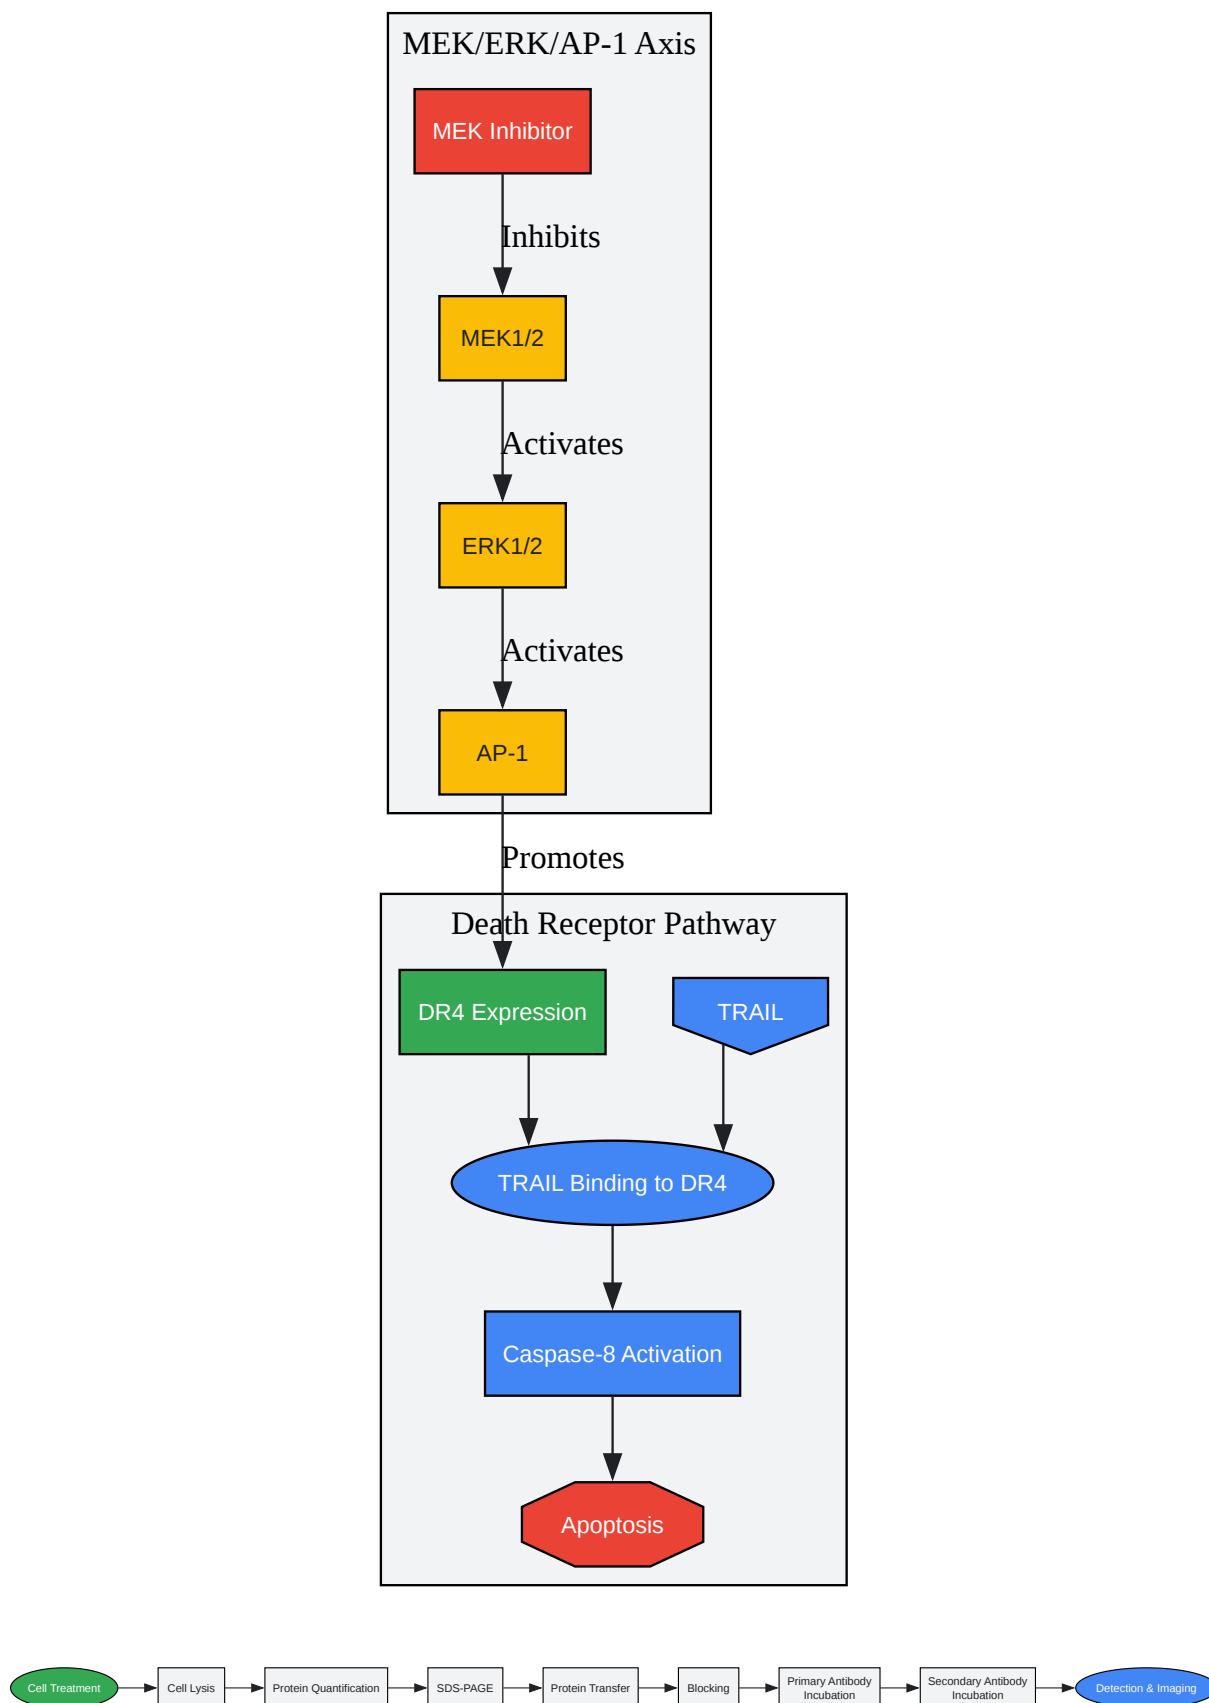 MEK/ERK/AP-1 Axis
MEK Inhibitor
Inhibits
MEK1/2
Activates
ERK1/2
Activates
AP-1
Promotes
Death Receptor Pathway
DR4 Expression
TRAIL
TRAIL Binding to DR4
Caspase-8 Activation
Apoptosis
Cell Treatment
Cell Lysis
Protein Quantification
SDS-PAGE
Protein Transfer
Blocking
Primary Antibody
Incubation
Secondary Antibody
Incubation
Detection & Imaging